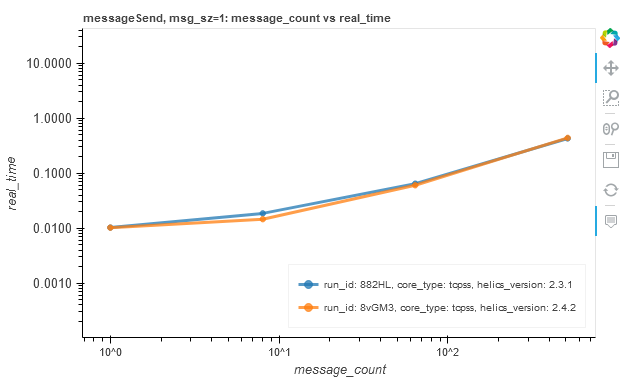 messageSend, msg_sz=1: message_count vs real_time
10.0000
1.0000
0.1000
0.0100
0.0010
real_time
run_id: 882HL, core_type: tcpss, helics_version: 2.3.1
run_id: 8vGM3, core_type: tcpss, helics_version: 2.4.2
10^0
10^1
10^2
message_count